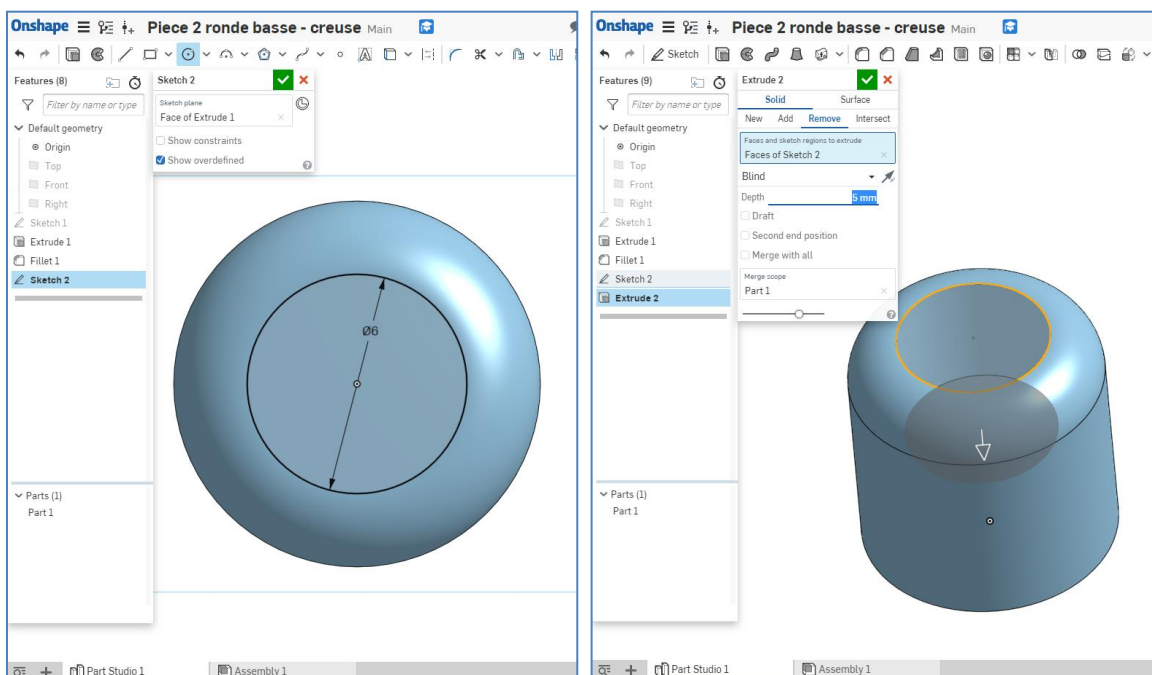 Onshape Piece 2 ronde basse - creuse Main
Features (8)
Filter by name or type
Default geometry
Origin
Top
Front
Right
Sketch 1
Extrude 1
Fillet 1
Sketch 2
Parts (1)
Part 1
Sketch 2
Sketch plane
Face of Extrude 1
Show constraints
Show overdefined
Ø6
Part Studio 1 Assembly 1
Onshape Piece 2 ronde basse - creuse Main
Sketch
Features (9)
Filter by name or type
Default geometry
Origin
Top
Front
Right
Sketch 1
Extrude 1
Fillet 1
Sketch 2
Extrude 2
Parts (1)
Part 1
Extrude 2
Solid Surface
New Add Remove Intersect
Faces and sketch regions to extrude
Faces of Sketch 2
Blind
Depth 5 mm
Draft
Second end position
Merge with all
Merge scope
Part 1
Part Studio 1 Assembly 1